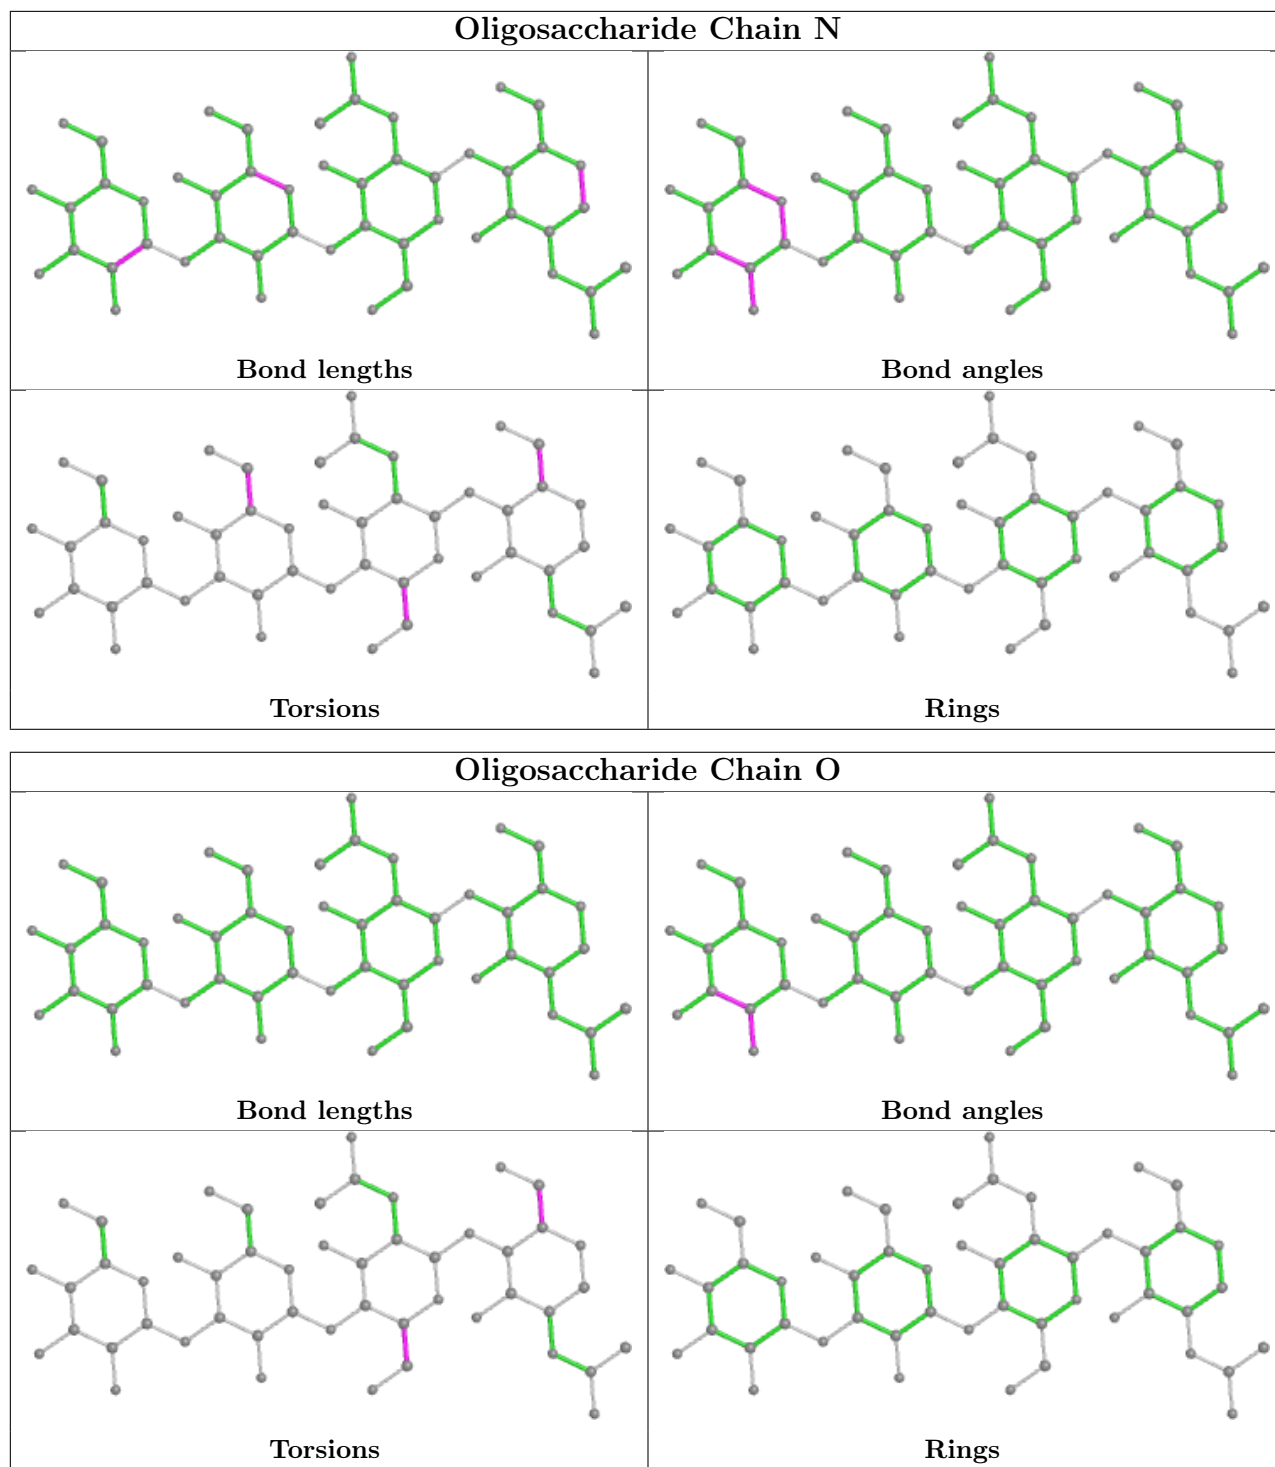 Oligosaccharide Chain N
Bond lengths
Bond angles
Torsions
Rings
Oligosaccharide Chain O
Bond lengths
Bond angles
Torsions
Rings